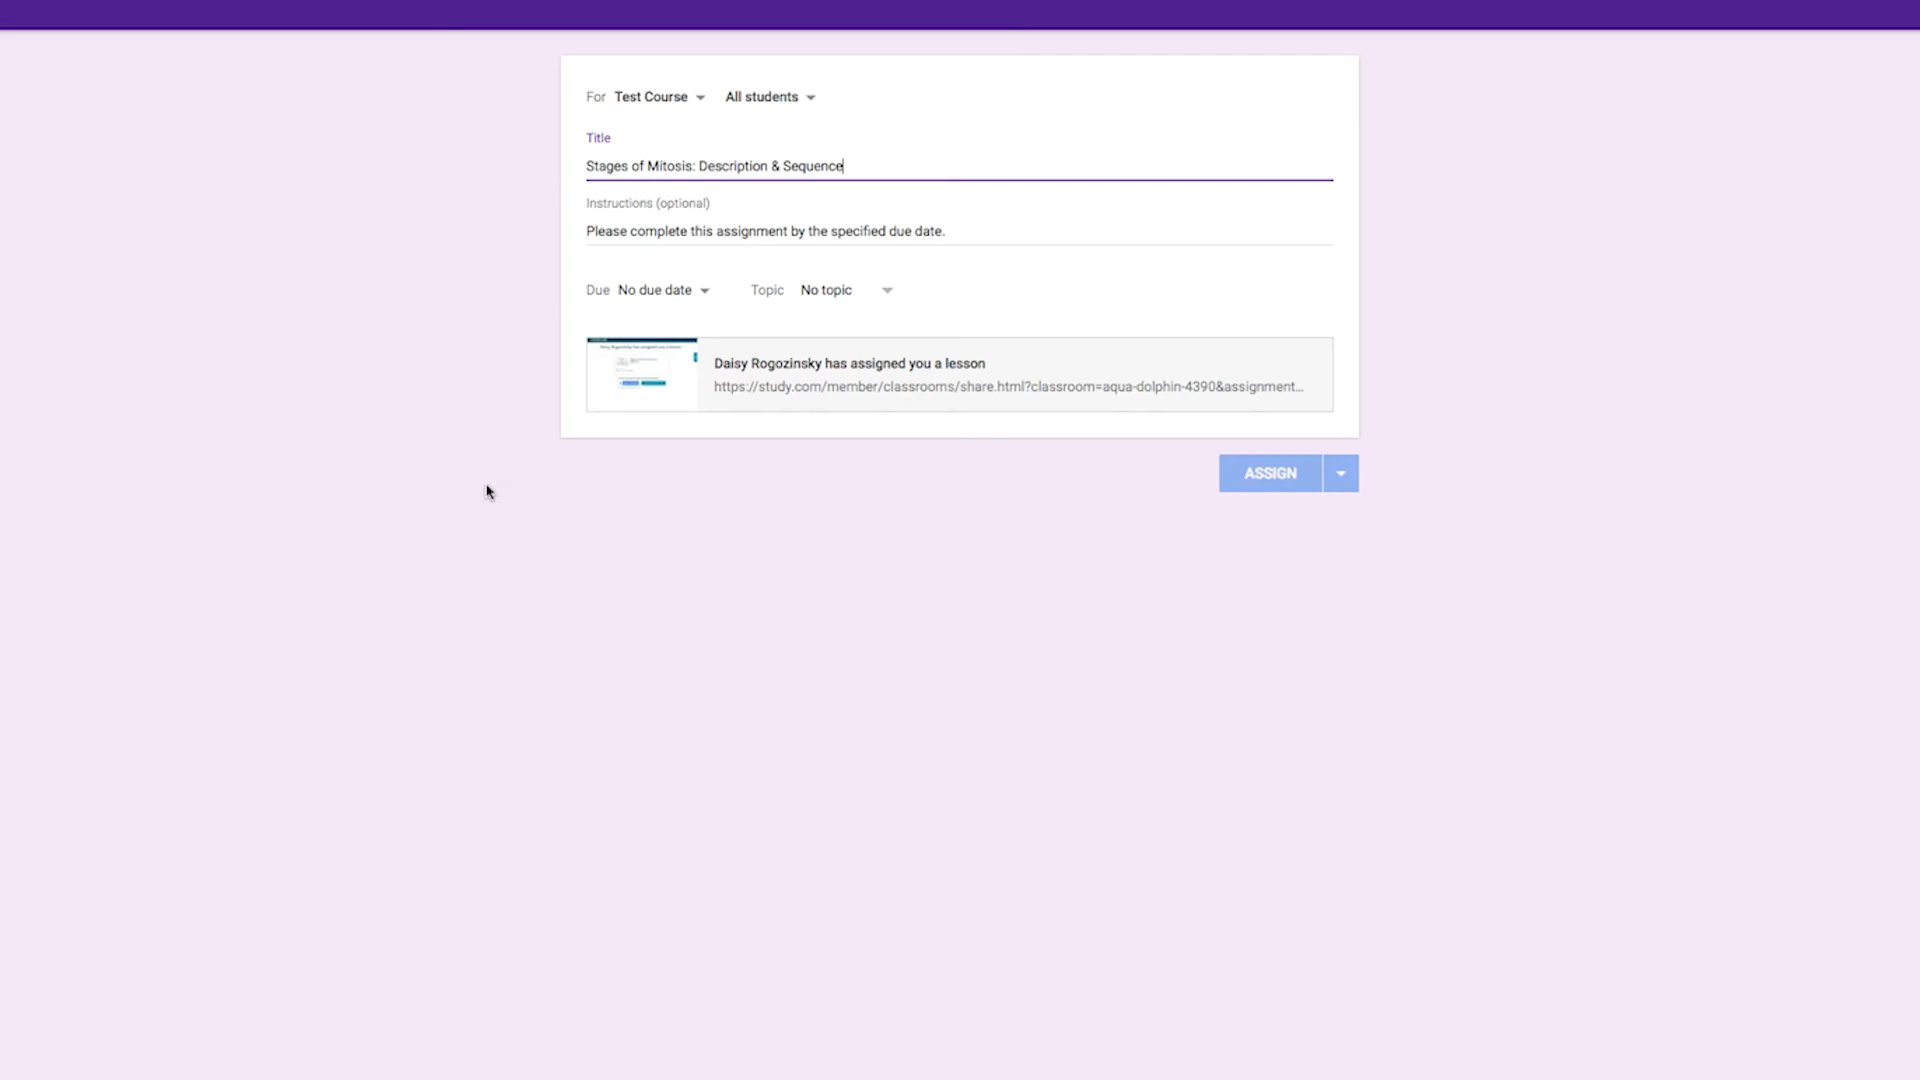 For Test Course All students
Title
Stages of Mitosis: Description & Sequence
Instructions (optional)
Please complete this assignment by the specified due date.
Due No due date Topic No topic
Daisy Rogozinsky has assigned you a lesson
https://study.com/member/classrooms/share.html?classroom=aqua-dolphin-4390&assignment...
ASSIGN